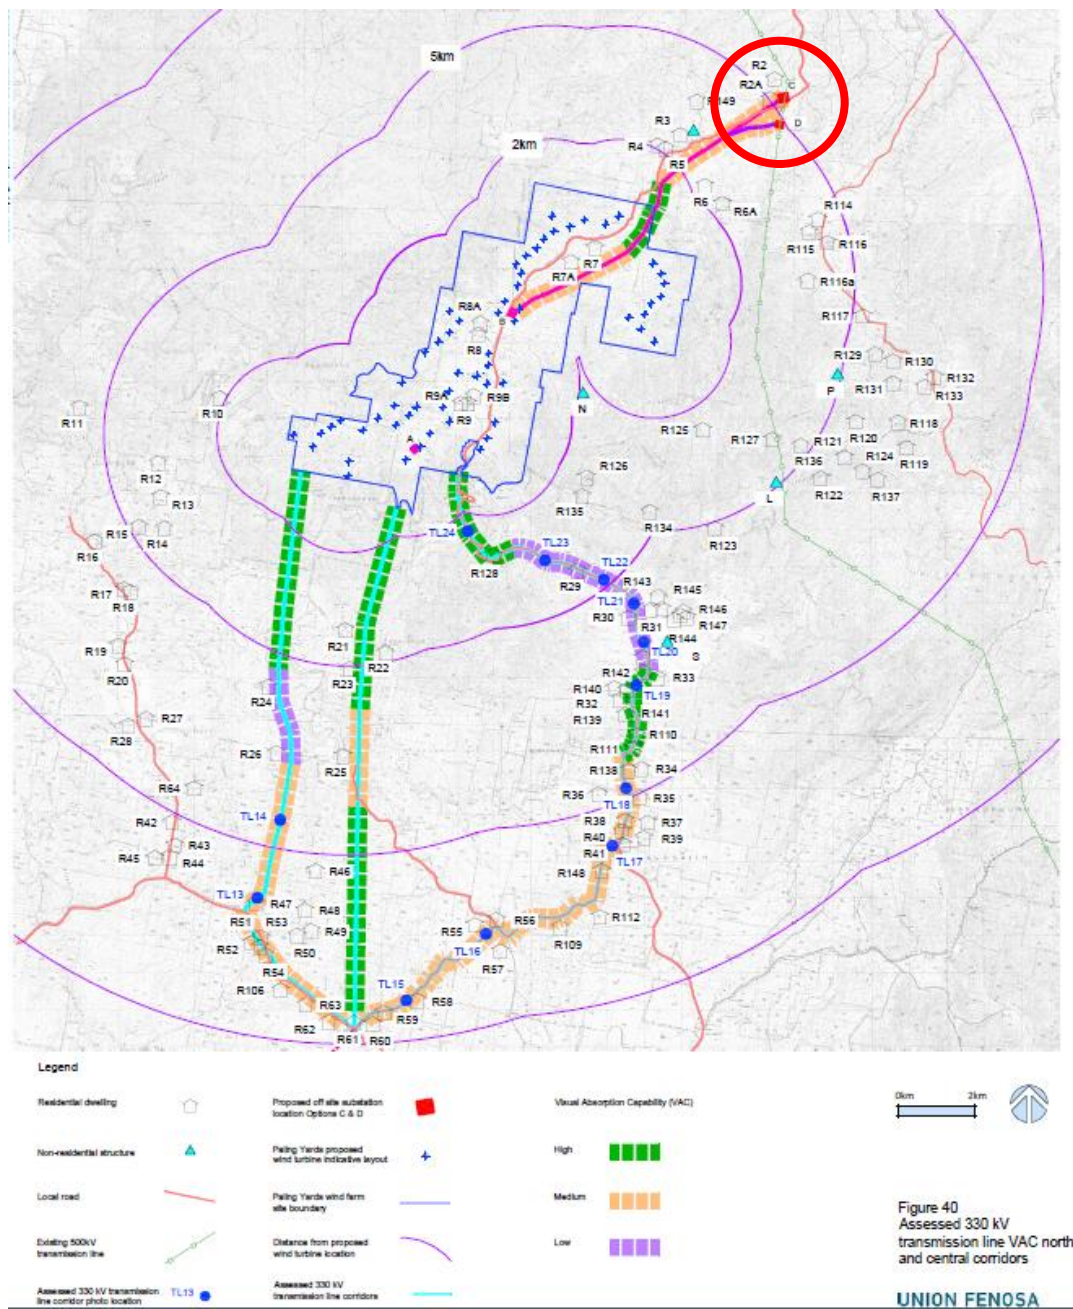 5km
R2
R2A
C
R149
R3
D
2km
R4
R5
R6
R6A
R114
R115
R116
R7
R7A
R116a
R8A
B
R117
R8
R129
R130
R132
P
R131
R133
R9A
R9B
R10
R9
N
R11
A
R118
R120
R125
R127
R121
R124
R136
R119
R12
R126
R122
R137
R13
L
R135
R134
R15
R14
TL24
R123
R16
TL23
R128
TL22
R29
R143
R17
R145
R18
TL21
R146
R30
R147
R31
R144
R21
TL20
R19
S
R22
R20
R142
R33
R23
R140
TL19
R24
R32
R27
R139
R141
R28
R110
R26
R111
R25
R138
R34
R64
R36
R35
TL18
R42
TL14
R38
R37
R43
R40
R39
R45
R44
R41
TL17
R46
R148
TL13
R47
R48
R51
R53
R56
R112
R49
R55
R52
R50
R109
TL16
R57
R54
R106
TL15
R63
R58
R59
R62
R61
R60
Legend
Residential dwelling
Proposed off site substation
location Options C & D
Visual Absorption Capability (VAC)
0km
2km
Non-residential structure
Paling Yards proposed
wind turbine indicative layout
High
Local road
Paling Yards wind farm
site boundary
Medium
Figure 40
Assessed 330 kV
transmission line VAC north
and central corridors
Existing 500kV
transmission line
Distance from proposed
wind turbine location
Low
Assessed 330 kV transmission
line corridor photo location
TL13
Assessed 330 kV
transmission line corridors
UNION FENOSA